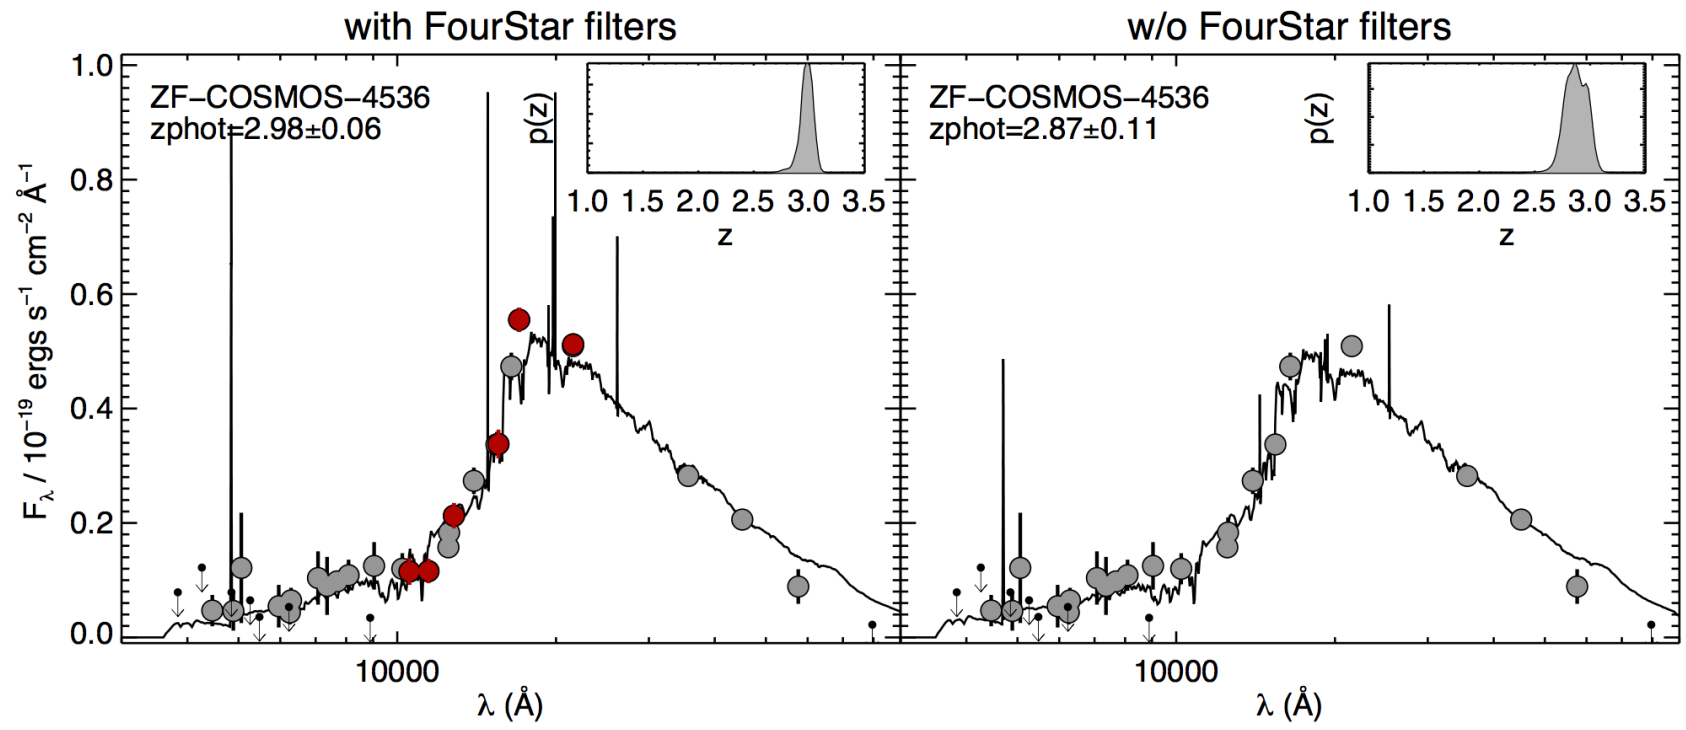 with FourStar filters
w/o FourStar filters
ZF−COSMOS−4536
zphot=2.98±0.06
p(z)
1.0 1.5 2.0 2.5 3.0 3.5
z
ZF−COSMOS−4536
zphot=2.87±0.11
p(z)
1.0 1.5 2.0 2.5 3.0 3.5
z
1.0
0.8
0.6
0.4
0.2
0.0
Fλ / 10−19 ergs s−1 cm−2 Å−1
10000
λ (Å)
10000
λ (Å)